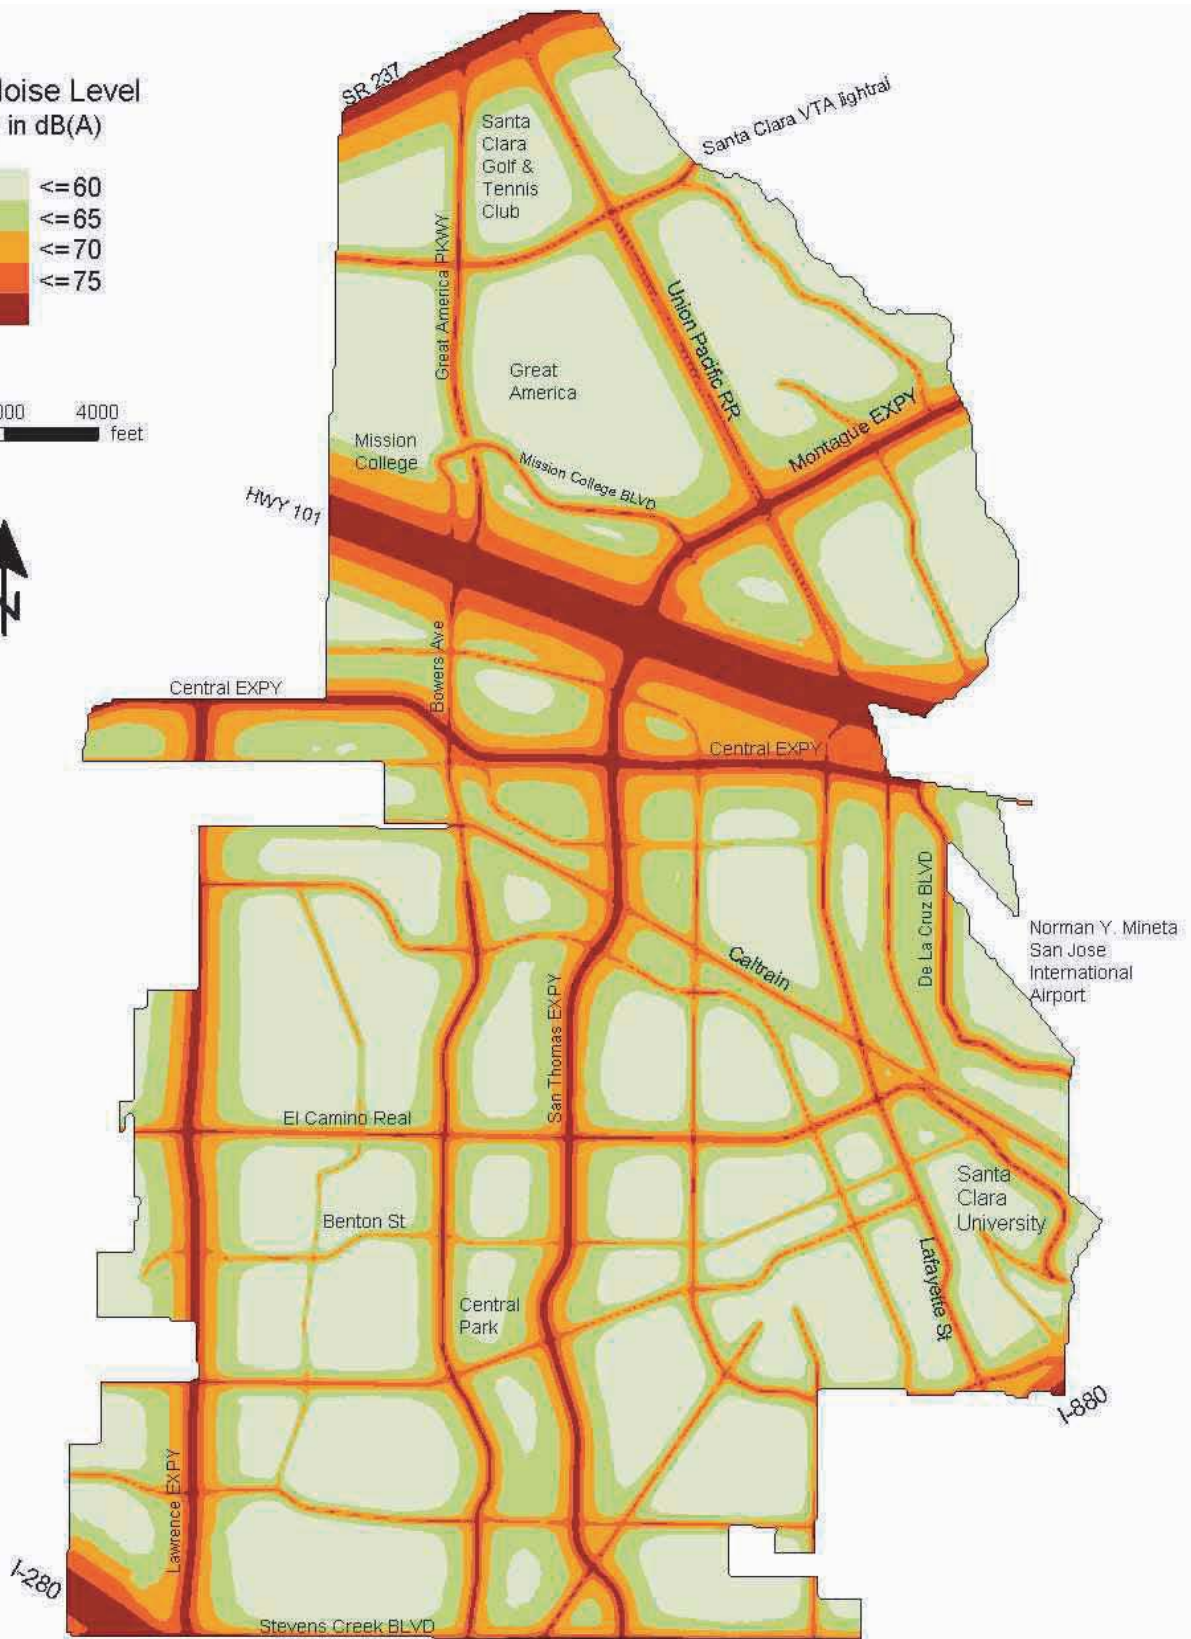 SR 237
oise Level
in dB(A)
<=60
<=65
<=70
<=75
000 4000
feet
N
Santa Clara VTA lightrai
Santa
Clara
Golf &
Tennis
Club
Great America PKWY
Union Pacific RR
Great
America
Montague EXPY
Mission
College
Mission College BLVD
HWY 101
Bowers Ave
Central EXPY
Central EXPY
De La Cruz BLVD
Norman Y. Mineta
San Jose
International
Airport
Caltrain
San Thomas EXPY
El Camino Real
Santa
Clara
University
Benton St
Lafayette St
Central
Park
I-880
Lawrence EXPY
I-280
Stevens Creek BLVD